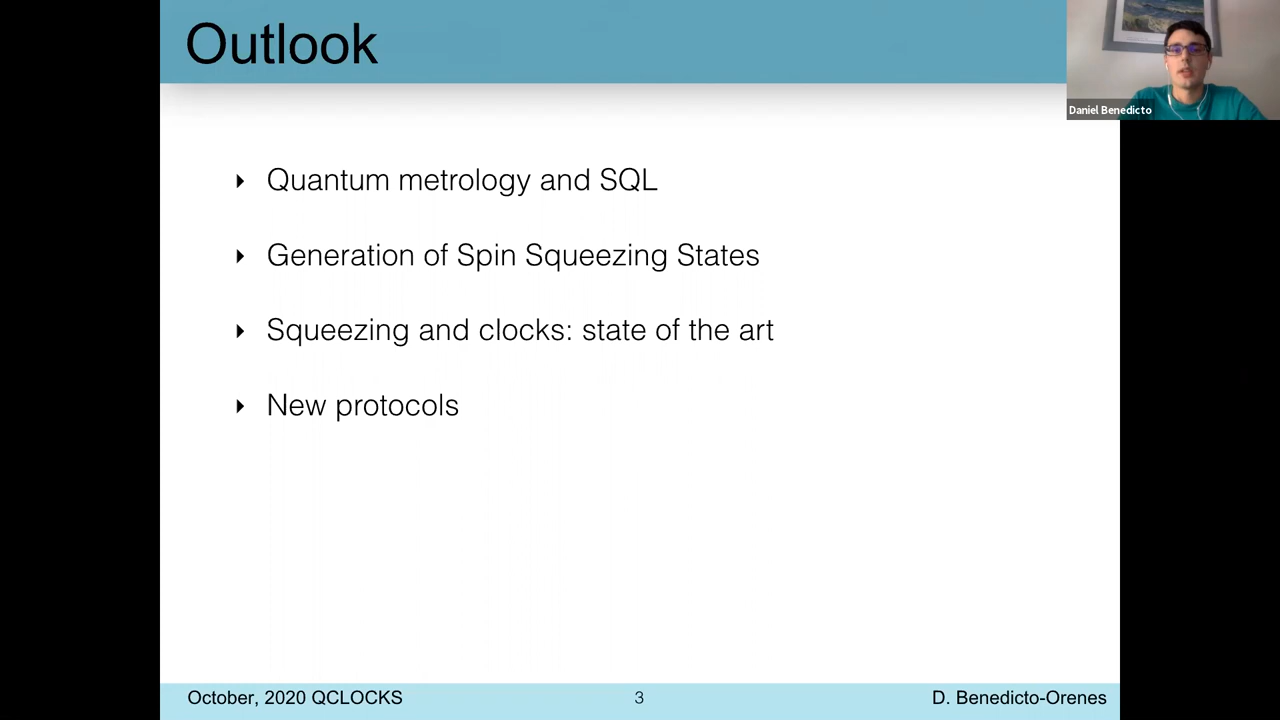 Outlook
Daniel Benedicto
Quantum metrology and SQL
Generation of Spin Squeezing States
Squeezing and clocks: state of the art
New protocols
October, 2020 QCLOCKS
3
D. Benedicto-Orenes